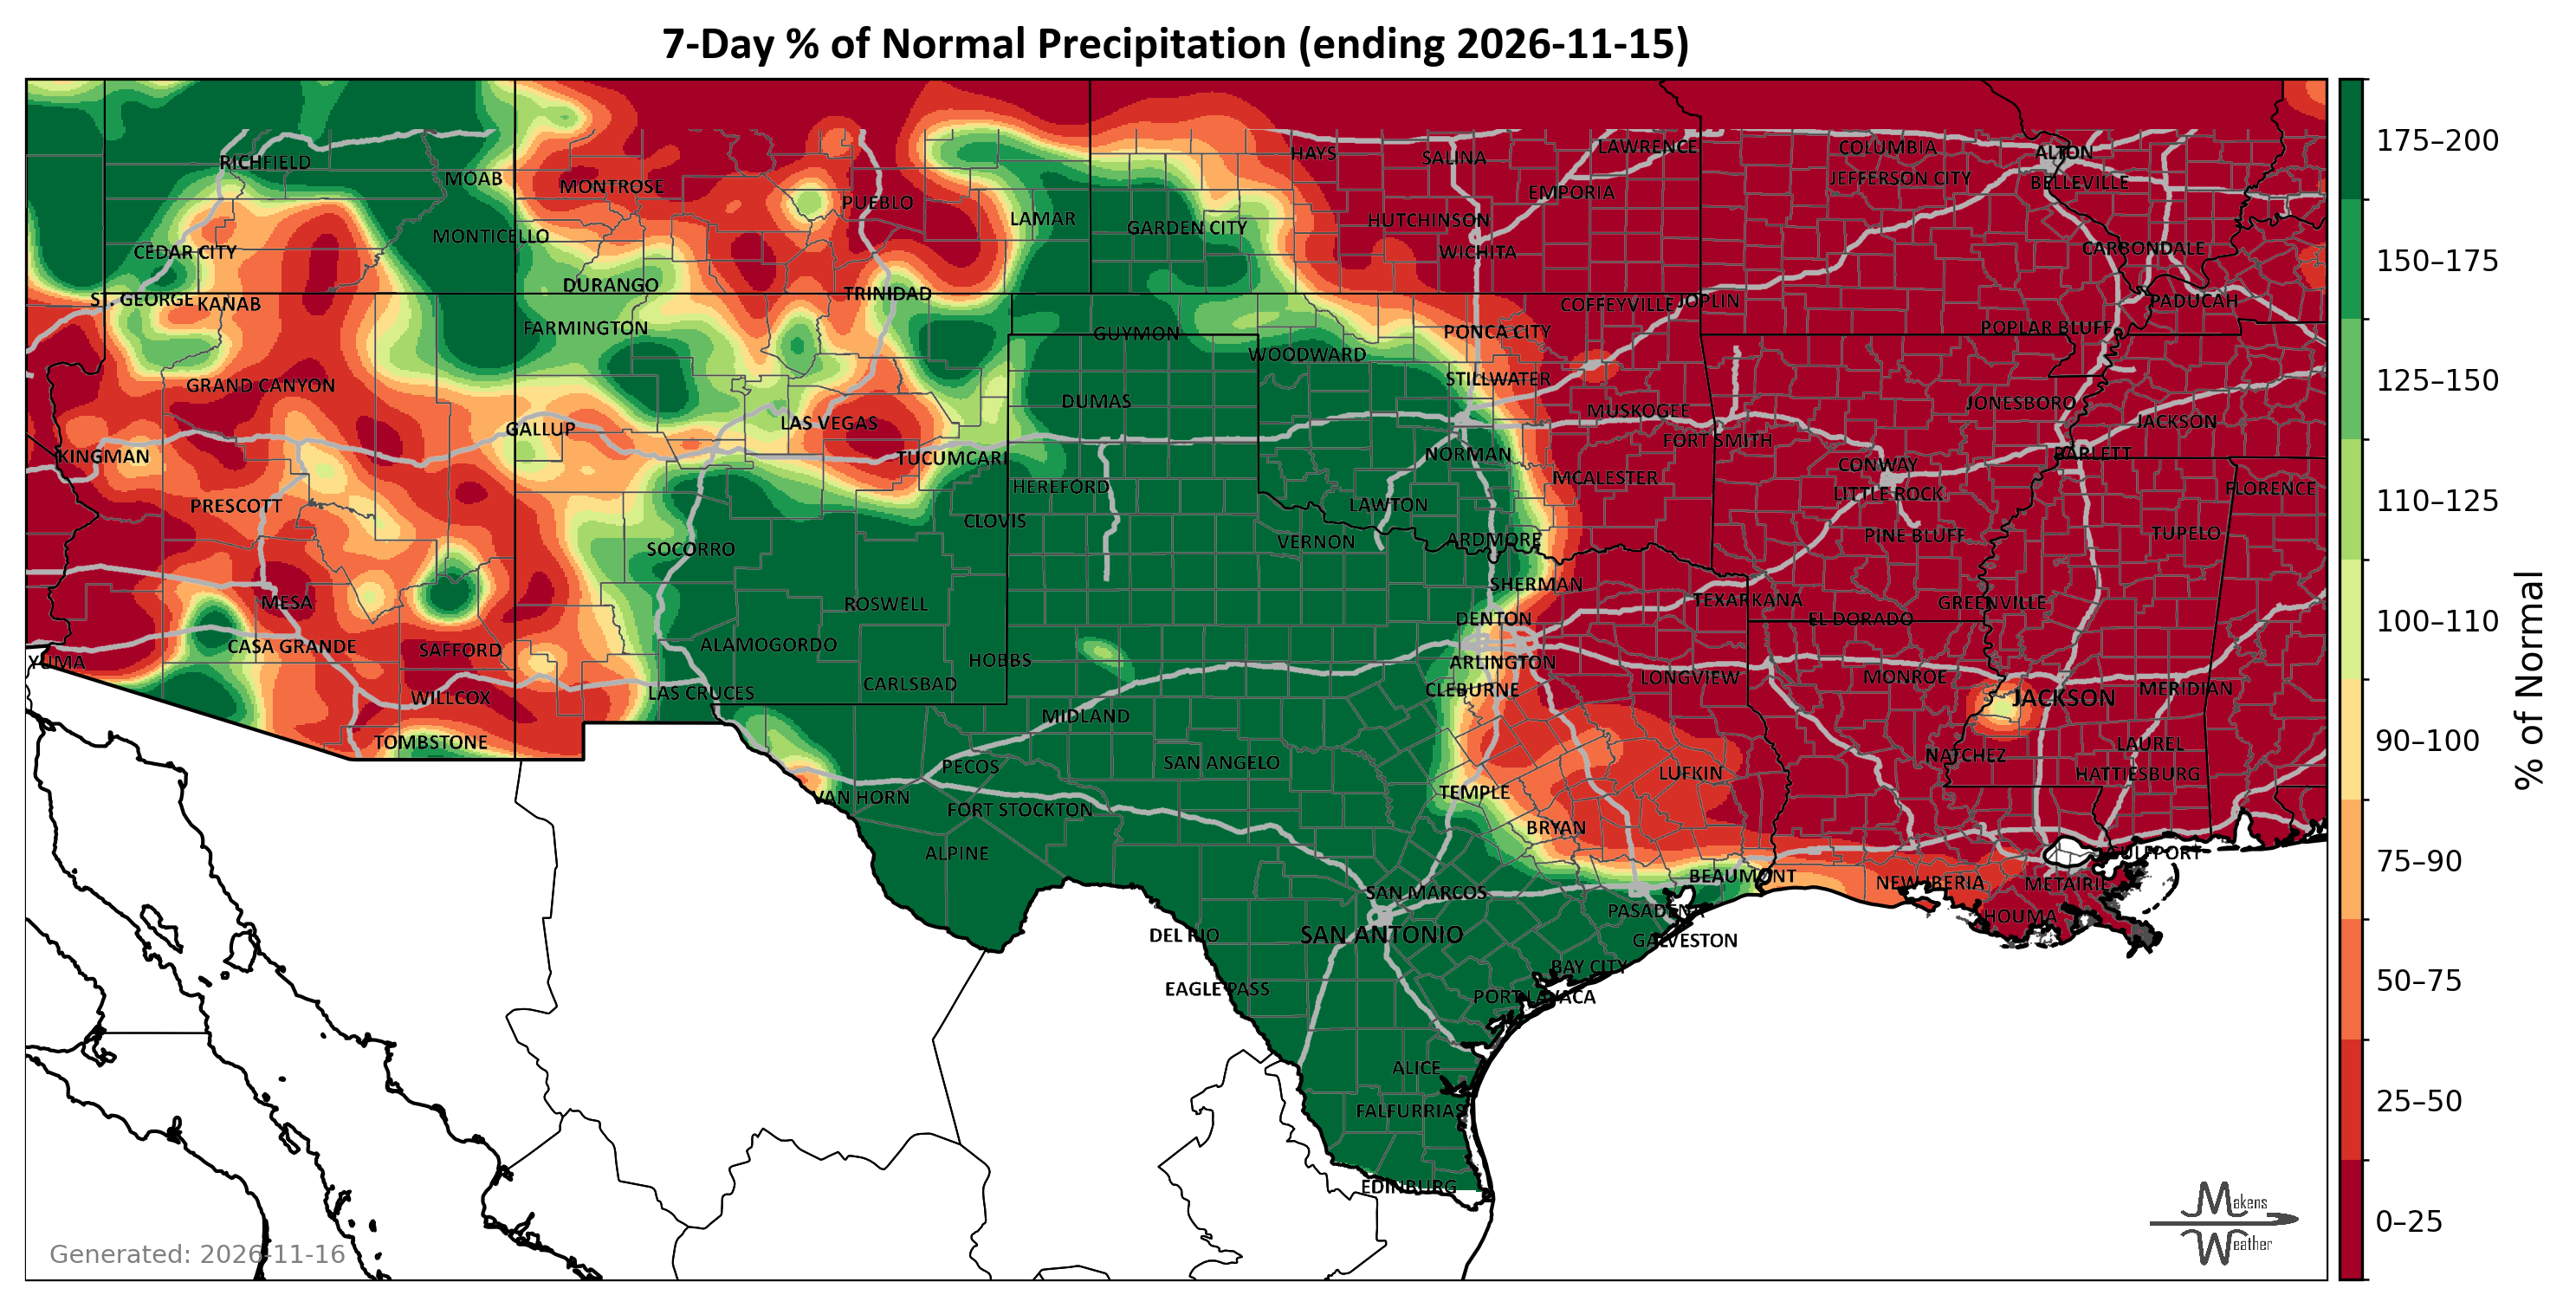 7-Day % of Normal Precipitation (ending 2026-11-15)
HAYS
SALINA
LAWRENCE
COLUMBIA
ALTON
RICHFIELD
MOAB
MONTROSE
PUEBLO
LAMAR
GARDEN CITY
EMPORIA
JEFFERSON CITY
BELLEVILLE
HUTCHINSON
WICHITA
CEDAR CITY
MONTICELLO
CARBONDALE
DURANGO
TRINIDAD
ST. GEORGE
KANAB
COFFEYVILLE
JOPLIN
PADUCAH
FARMINGTON
GUYMON
PONCA CITY
POPLAR BLUFF
WOODWARD
STILLWATER
GRAND CANYON
DUMAS
MUSKOGEE
JONESBORO
JACKSON
GALLUP
LAS VEGAS
FORT SMITH
KINGMAN
TUCUMCARI
NORMAN
BARLETT
CONWAY
MCALESTER
HEREFORD
LITTLE ROCK
FLORENCE
PRESCOTT
LAWTON
CLOVIS
PINE BLUFF
TUPELO
SOCORRO
VERNON
ARDMORE
SHERMAN
MESA
ROSWELL
TEXARKANA
GREENVILLE
DENTON
EL DORADO
CASA GRANDE
SAFFORD
ALAMOGORDO
HOBBS
ARLINGTON
YUMA
LONGVIEW
MONROE
CARLSBAD
CLEBURNE
LAS CRUCES
WILLCOX
JACKSON
MERIDIAN
MIDLAND
TOMBSTONE
LAUREL
NATCHEZ
PECOS
SAN ANGELO
LUFKIN
HATTIESBURG
VAN HORN
TEMPLE
FORT STOCKTON
BRYAN
ALPINE
GULFPORT
BEAUMONT
NEW IBERIA
METAIRIE
SAN MARCOS
PASADENA
HOUMA
DEL RIO
SAN ANTONIO
GALVESTON
BAY CITY
EAGLE PASS
PORT LAVACA
ALICE
FALFURRIAS
EDINBURG
Generated: 2026-11-16
Makens
Weather
175–200
150–175
125–150
110–125
100–110
90–100
75–90
50–75
25–50
0–25
% of Normal